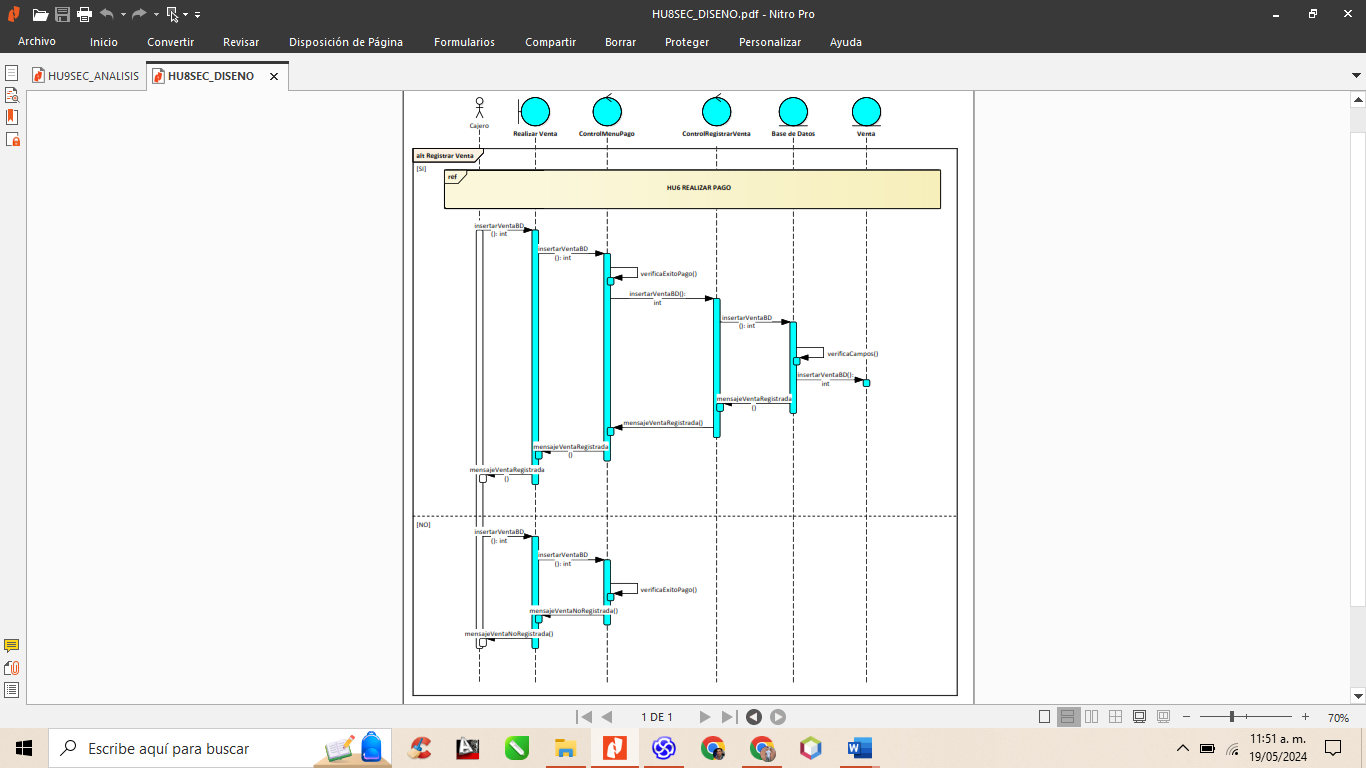 HU8SEC_DISENO.pdf - Nitro Pro
Archivo Inicio Convertir Revisar Disposición de Página Formularios Compartir Borrar Proteger Personalizar Ayuda
HU9SEC_ANALISIS HU8SEC_DISENO
Cajero Realizar Venta ControlMenuPago ControlRegistrarVenta Base de Datos Venta
alt Registrar Venta
[SI]
ref
HU6 REALIZAR PAGO
insertarVentaBD
(): int
insertarVentaBD
(): int
verificaExitoPago()
insertarVentaBD():
int
insertarVentaBD
(): int
verificaCampos()
insertarVentaBD():
int
mensajeVentaRegistrada
()
mensajeVentaRegistrada()
mensajeVentaRegistrada
()
mensajeVentaRegistrada
()
[NO]
insertarVentaBD
(): int
insertarVentaBD
(): int
verificaExitoPago()
mensajeVentaNoRegistrada()
mensajeVentaNoRegistrada()
1 DE 1
70%
Escribe aquí para buscar
11:51 a. m.
19/05/2024